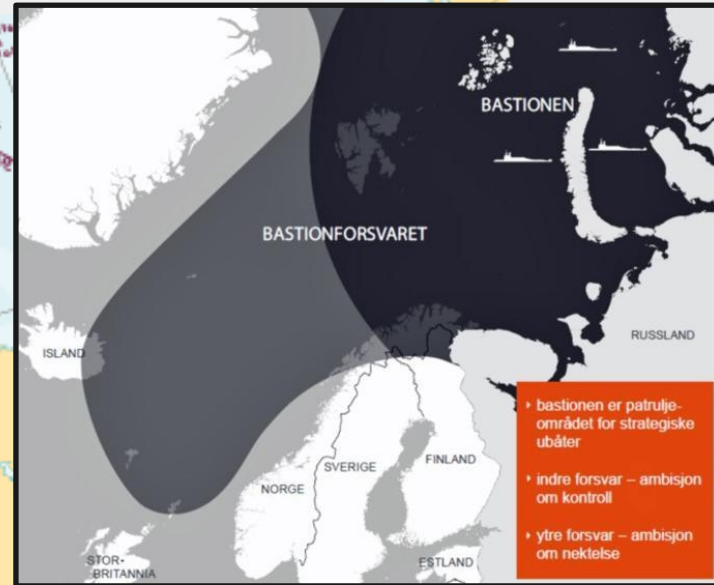 BASTIONEN
BASTIONFORSVARET
ISLAND
RUSSLAND
NORGE
SVERIGE
FINLAND
STOR-
BRITANNIA
ESTLAND
bastionen er patrulje-
området for strategiske
ubåter
indre forsvar – ambisjon
om kontroll
ytre forsvar – ambisjon
om nektelse